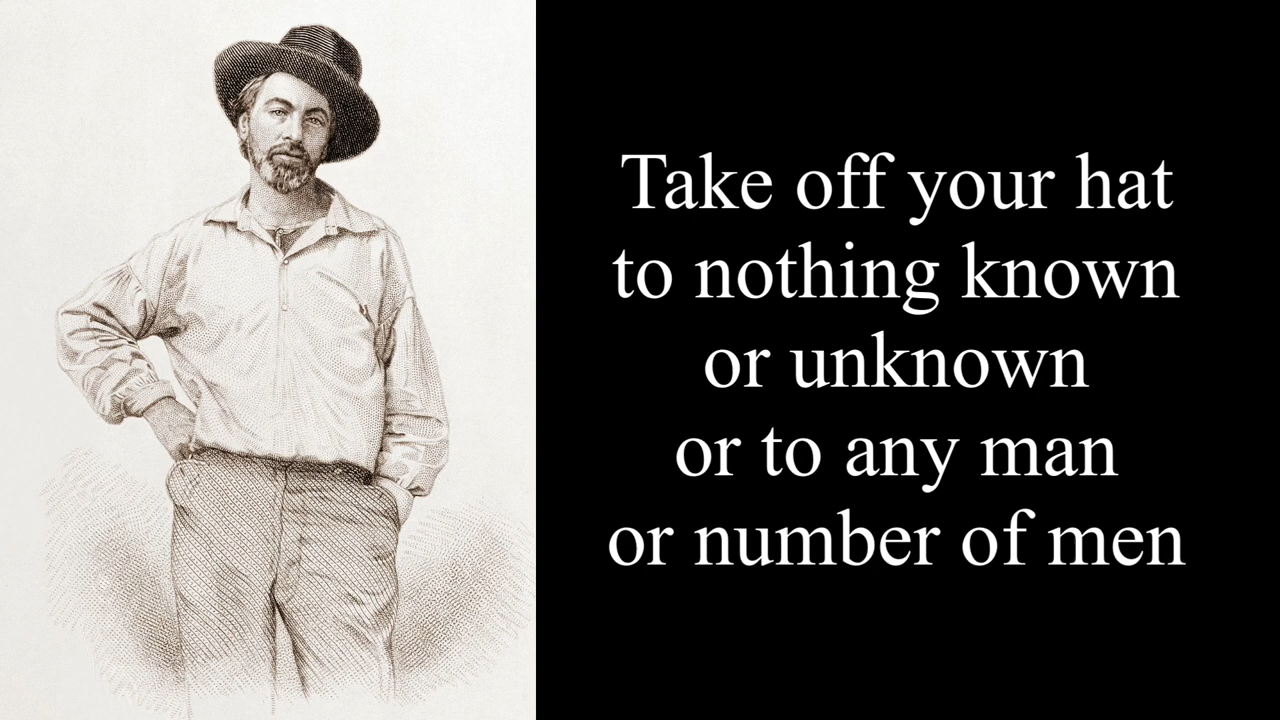 Take off your hat
to nothing known
or unknown
or to any man
or number of men